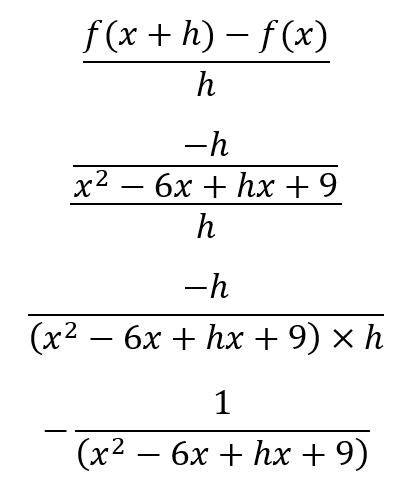 f(x + h) − f(x)
h
−h
x² − 6x + hx + 9
h
−h
(x² − 6x + hx + 9) × h
1
−
(x² − 6x + hx + 9)